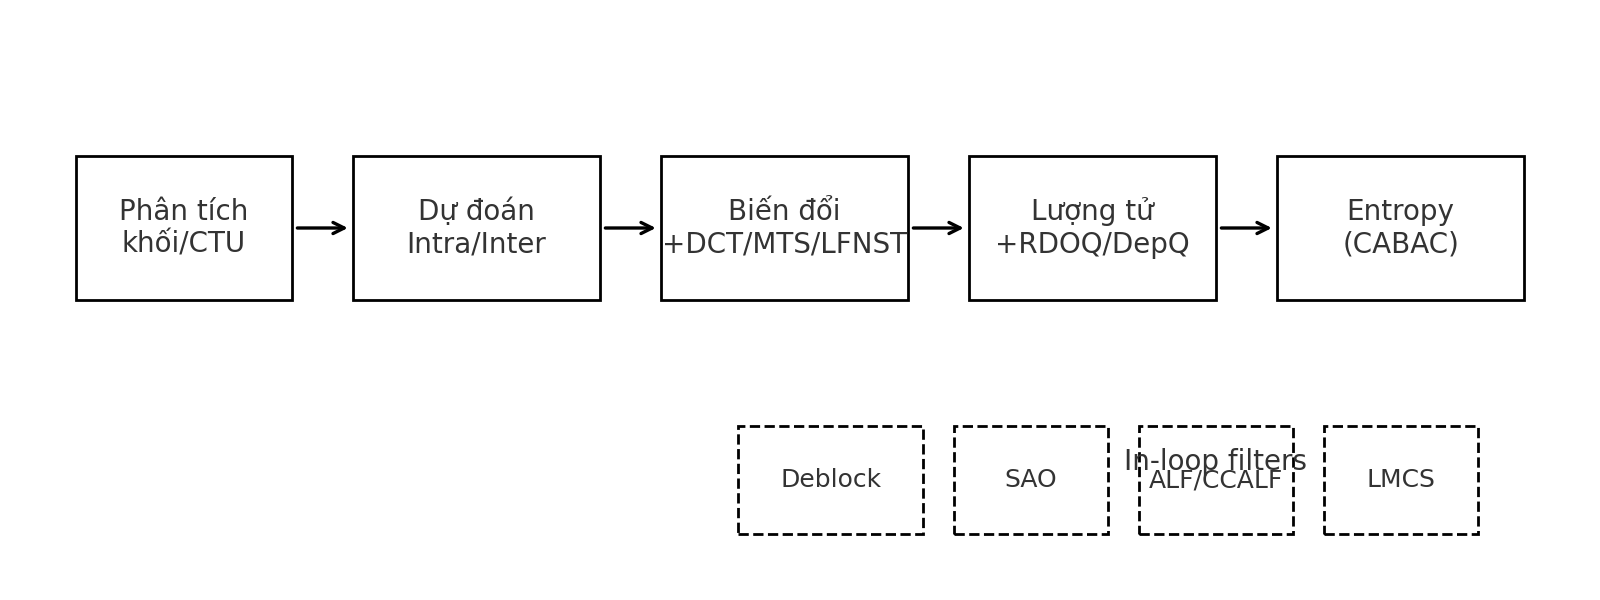 Phân tích
khối/CTU
Dự đoán
Intra/Inter
Biến đổi
+DCT/MTS/LFNST
Lượng tử
+RDOQ/DepQ
Entropy
(CABAC)
In-loop filters
Deblock
SAO
ALF/CCALF
LMCS